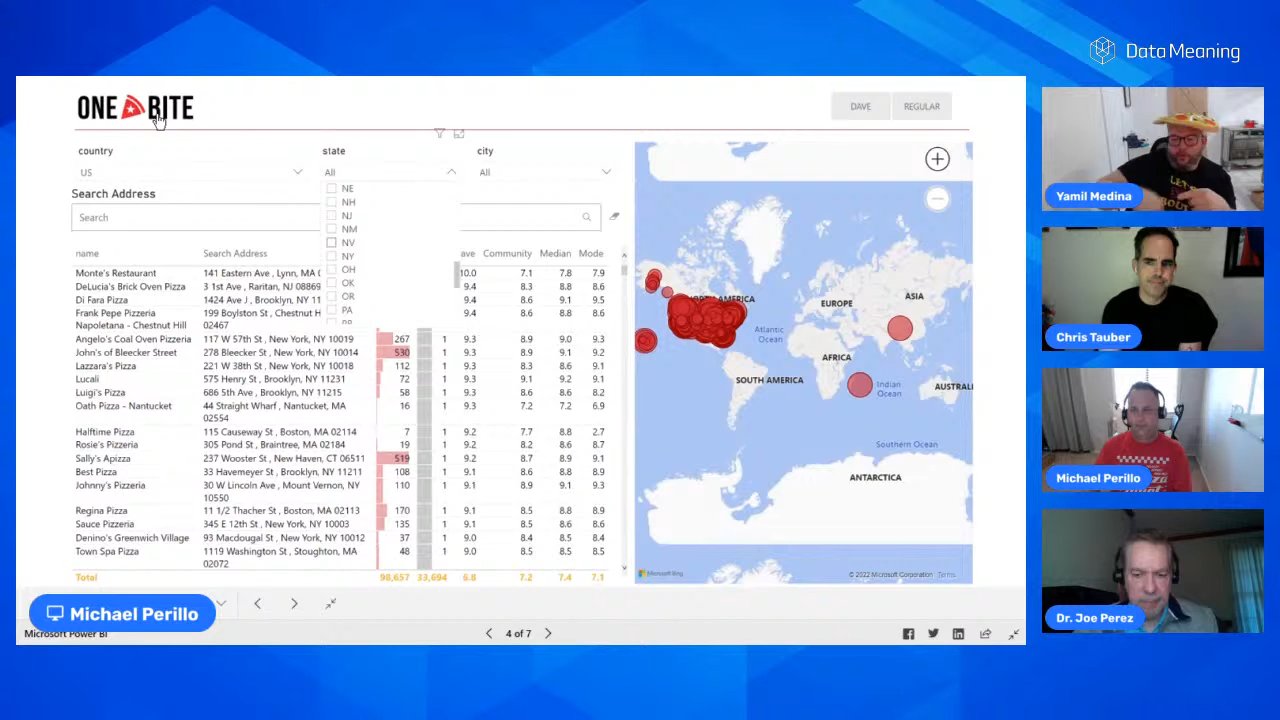 Data Meaning
ONE BITE
DAVE
REGULAR
country
state
city
US
All
All
NE
NH
NJ
NM
NV
NY
OH
OK
OR
PA
Search Address
Search
name Search Address ave Community Median Mode
Monte's Restaurant 141 Eastern Ave , Lynn, MA 0 10.0 7.1 7.8 7.9
DeLucia's Brick Oven Pizza 3 1st Ave , Raritan, NJ 08869 9.4 8.3 8.8 8.6
Di Fara Pizza 1424 Ave J , Brooklyn, NY 11 9.4 8.6 9.1 9.5
Frank Pepe Pizzeria 199 Boylston St , Chestnut H 9.4 8.6 8.8 8.6
Napoletana - Chestnut Hill 02467
Angelo's Coal Oven Pizzeria 117 W 57th St , New York, NY 10019 267 1 9.3 8.9 9.0 9.3
John's of Bleecker Street 278 Bleecker St , New York, NY 10014 530 1 9.3 8.9 9.1 9.2
Lazzara's Pizza 221 W 38th St , New York, NY 10018 112 1 9.3 8.3 8.6 9.1
Lucali 575 Henry St , Brooklyn, NY 11231 72 1 9.3 9.1 9.2 9.1
Luigi's Pizza 686 5th Ave , Brooklyn, NY 11215 58 1 9.3 8.6 8.6 8.2
Oath Pizza - Nantucket 44 Straight Wharf , Nantucket, MA 16 1 9.3 7.2 7.2 6.9
02554
Halftime Pizza 115 Causeway St , Boston, MA 02114 7 1 9.2 7.7 8.8 2.7
Rosie's Pizzeria 305 Pond St , Braintree, MA 02184 19 1 9.2 8.2 8.6 8.7
Sally's Apizza 237 Wooster St , New Haven, CT 06511 519 1 9.2 8.7 8.9 9.1
Best Pizza 33 Havemeyer St , Brooklyn, NY 11211 108 1 9.1 8.6 8.8 8.9
Johnny's Pizzeria 30 W Lincoln Ave , Mount Vernon, NY 110 1 9.1 8.9 9.1 9.3
10550
Regina Pizza 11 1/2 Thacher St , Boston, MA 02113 170 1 9.1 8.5 8.8 8.9
Sauce Pizzeria 345 E 12th St , New York, NY 10003 135 1 9.1 8.5 8.6 8.6
Denino's Greenwich Village 93 Macdougal St , New York, NY 10012 37 1 9.0 8.4 8.5 8.4
Town Spa Pizza 1119 Washington St , Stoughton, MA 48 1 9.0 8.5 8.5 8.5
02072
Total 98,657 33,694 6.8 7.2 7.4 7.1
NORTH AMERICA
EUROPE
ASIA
Atlantic
Ocean
AFRICA
SOUTH AMERICA
Indian
Ocean
AUSTRALI
Southern Ocean
ANTARCTICA
Microsoft Bing
© 2022 Microsoft Corporation Terms
Michael Perillo
Microsoft Power BI
4 of 7
Yamil Medina
Chris Tauber
Michael Perillo
Dr. Joe Perez